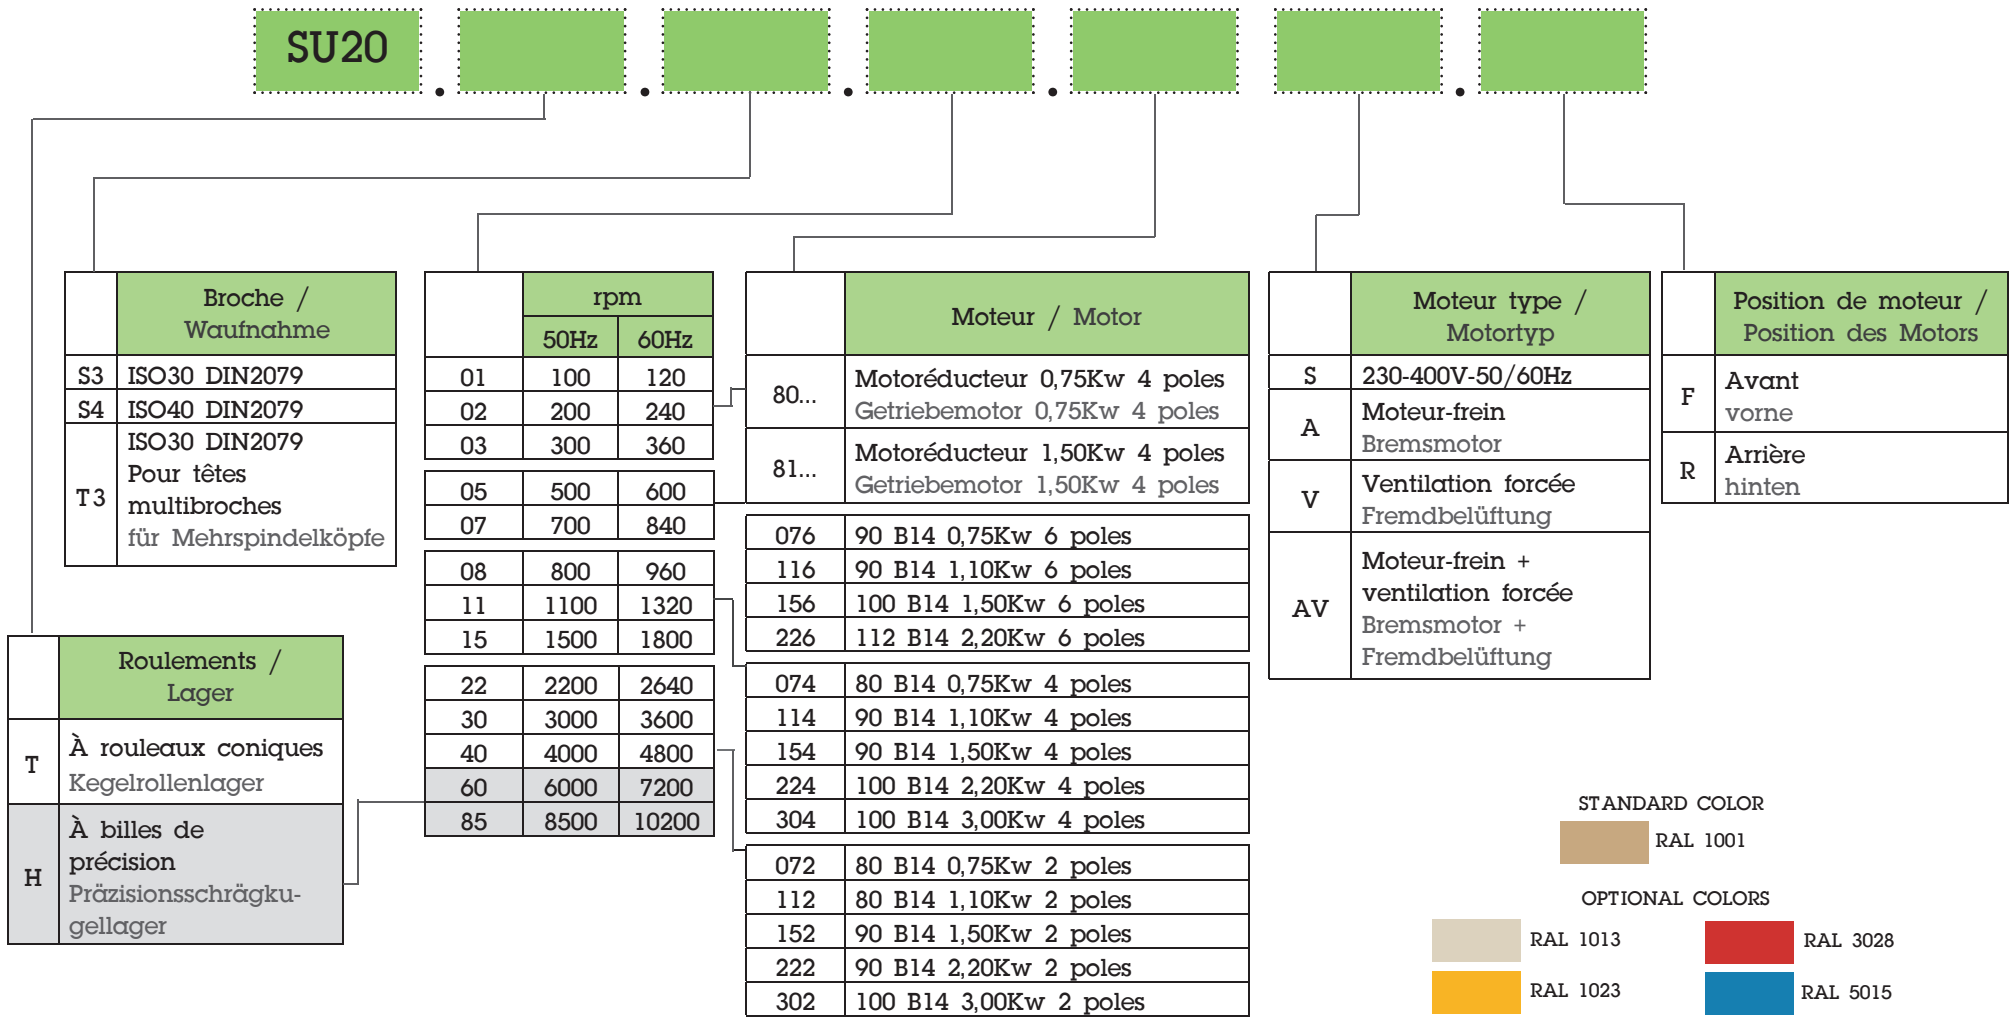 SU20 . . . . .
Broche /
Waufnahme
S3 ISO30 DIN2079
S4 ISO40 DIN2079
T3 ISO30 DIN2079
Pour têtes
multibroches
für Mehrspindelköpfe
Roulements /
Lager
T À rouleaux coniques
Kegelrollenlager
H À billes de
précision
Präzisionsschrägku-
gellager
rpm
50Hz 60Hz
01 100 120
02 200 240
03 300 360
05 500 600
07 700 840
08 800 960
11 1100 1320
15 1500 1800
22 2200 2640
30 3000 3600
40 4000 4800
60 6000 7200
85 8500 10200
Moteur / Motor
80... Motoréducteur 0,75Kw 4 poles
Getriebemotor 0,75Kw 4 poles
81... Motoréducteur 1,50Kw 4 poles
Getriebemotor 1,50Kw 4 poles
076 90 B14 0,75Kw 6 poles
116 90 B14 1,10Kw 6 poles
156 100 B14 1,50Kw 6 poles
226 112 B14 2,20Kw 6 poles
074 80 B14 0,75Kw 4 poles
114 90 B14 1,10Kw 4 poles
154 90 B14 1,50Kw 4 poles
224 100 B14 2,20Kw 4 poles
304 100 B14 3,00Kw 4 poles
072 80 B14 0,75Kw 2 poles
112 80 B14 1,10Kw 2 poles
152 90 B14 1,50Kw 2 poles
222 90 B14 2,20Kw 2 poles
302 100 B14 3,00Kw 2 poles
Moteur type /
Motortyp
S 230-400V-50/60Hz
A Moteur-frein
Bremsmotor
V Ventilation forcée
Fremdbelüftung
AV Moteur-frein +
ventilation forcée
Bremsmotor +
Fremdbelüftung
Position de moteur /
Position des Motors
F Avant
vorne
R Arrière
hinten
STANDARD COLOR
RAL 1001
OPTIONAL COLORS
RAL 1013 RAL 3028
RAL 1023 RAL 5015